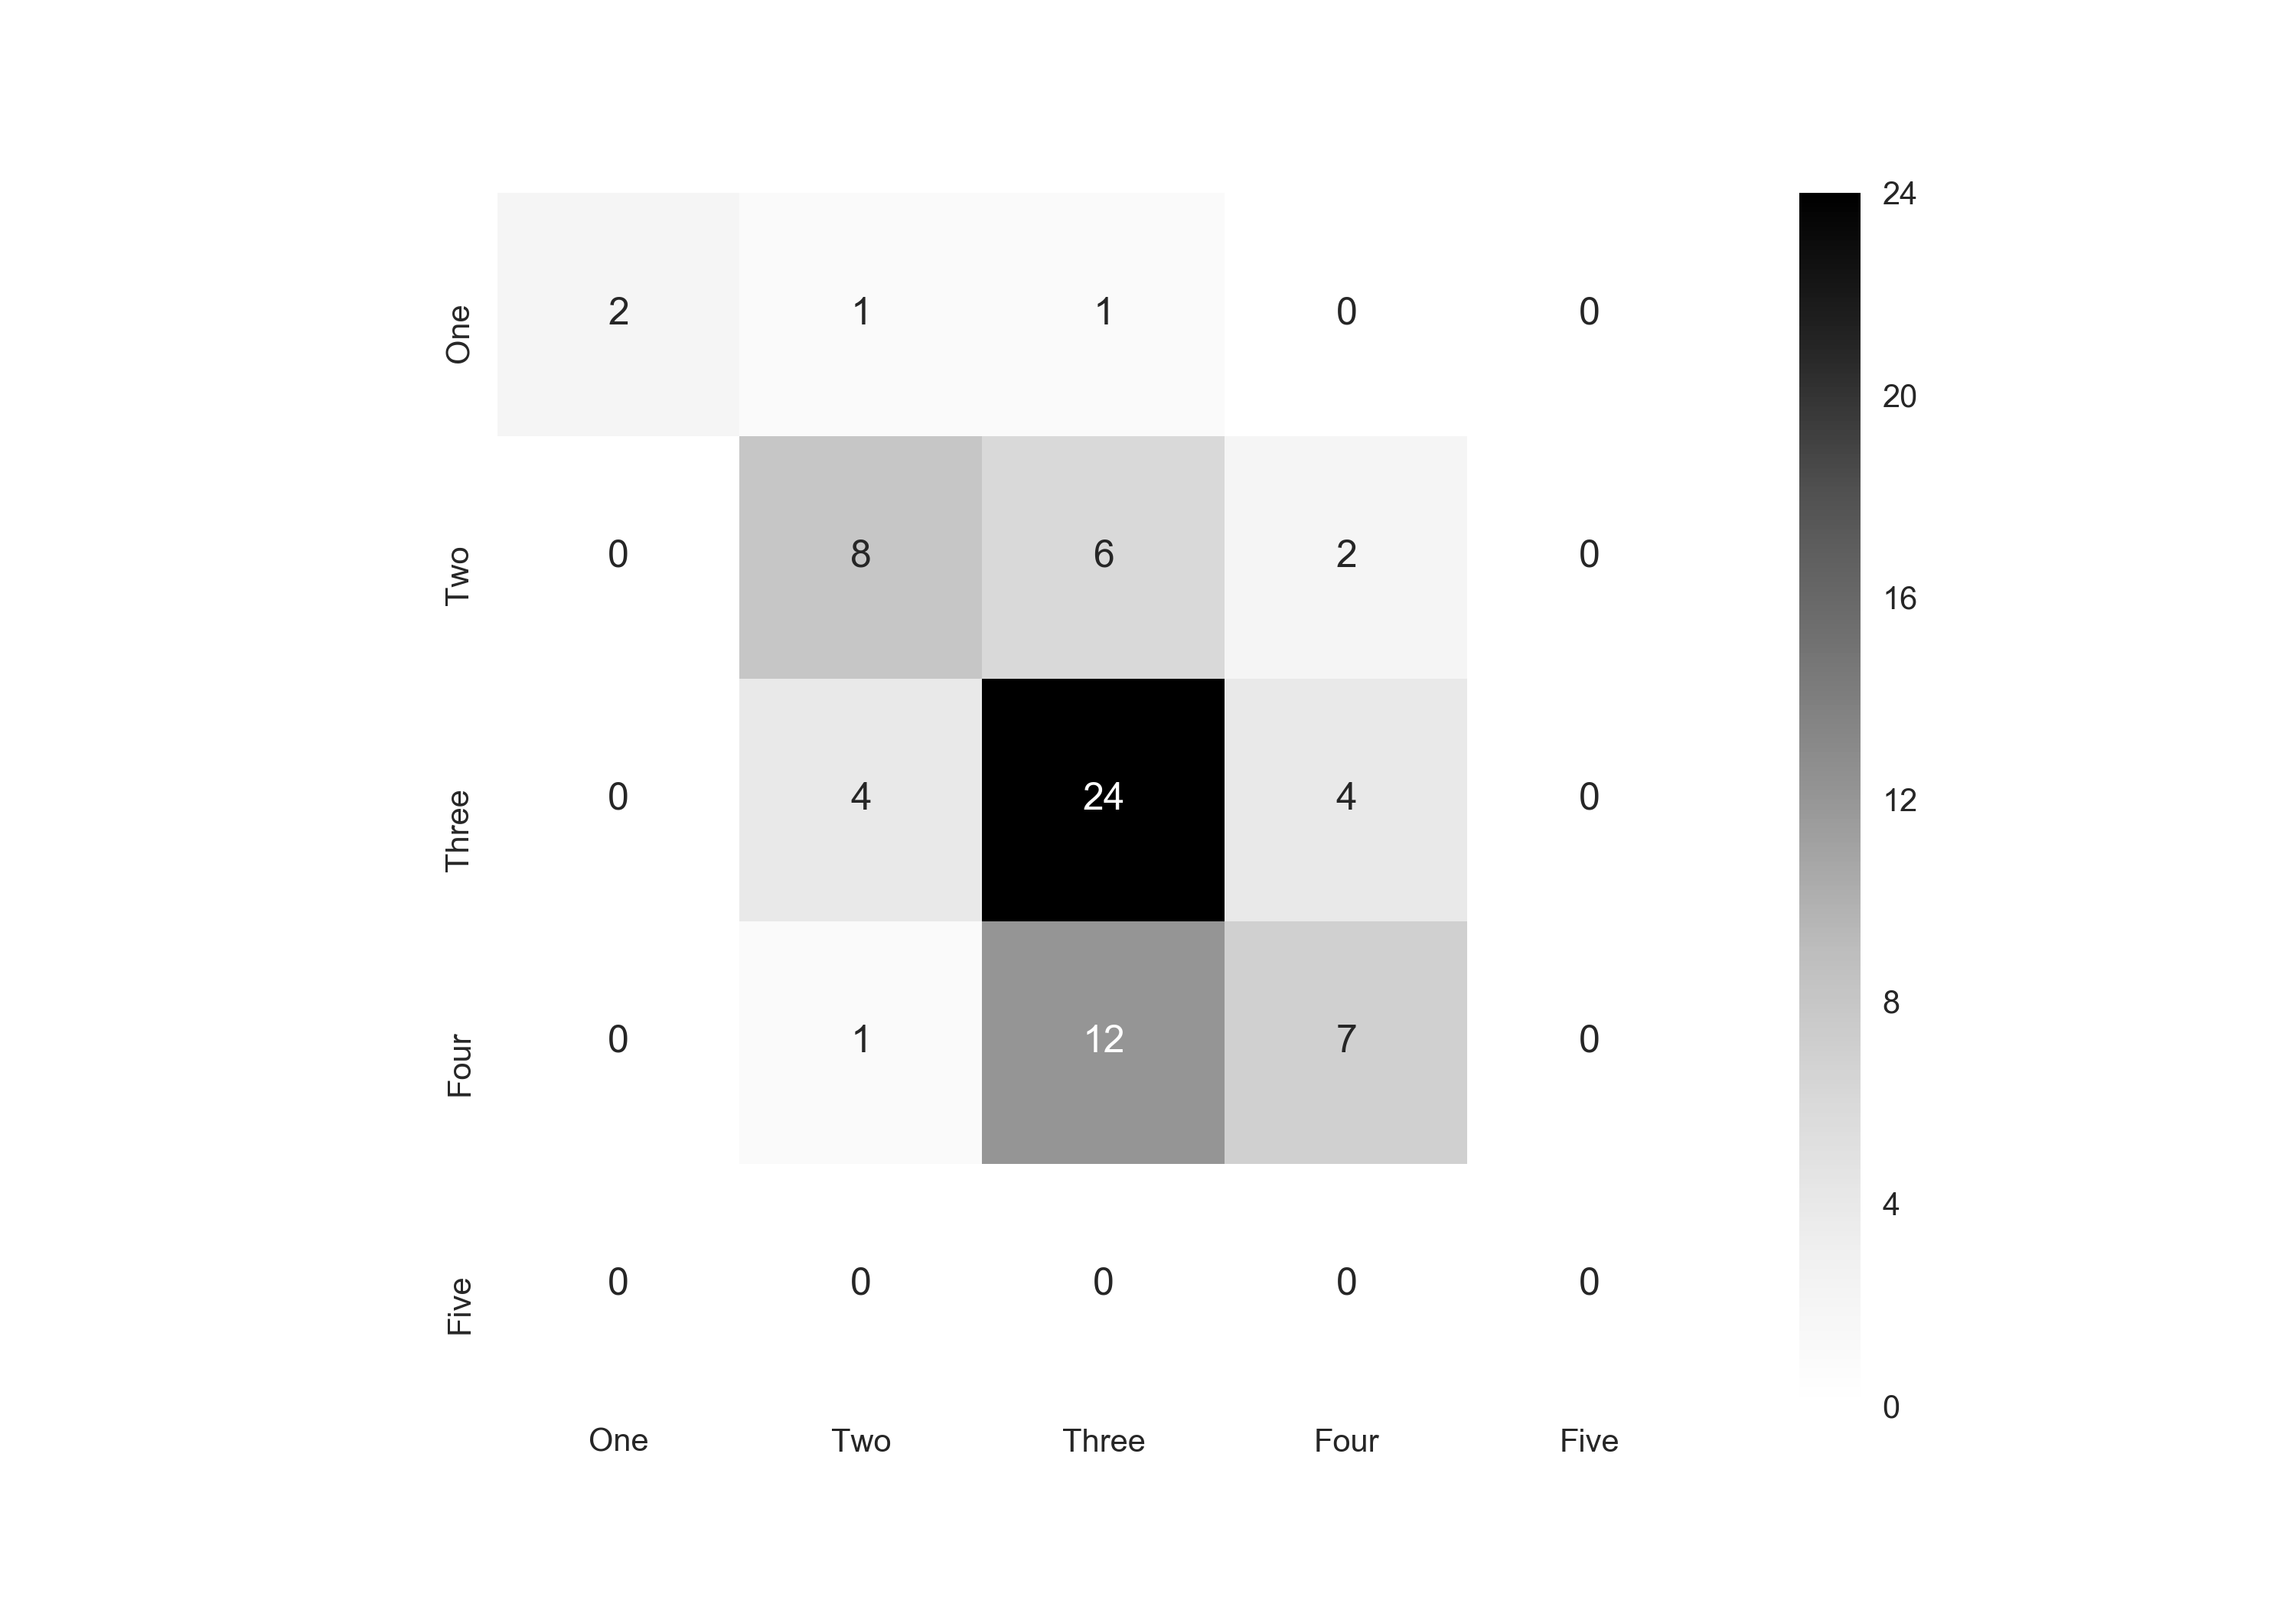 24
One 2 1 1 0 0
20
Two 0 8 6 2 0
16
Three 0 4 24 4 0
12
Four 0 1 12 7 0
8
4
Five 0 0 0 0 0
0
One Two Three Four Five